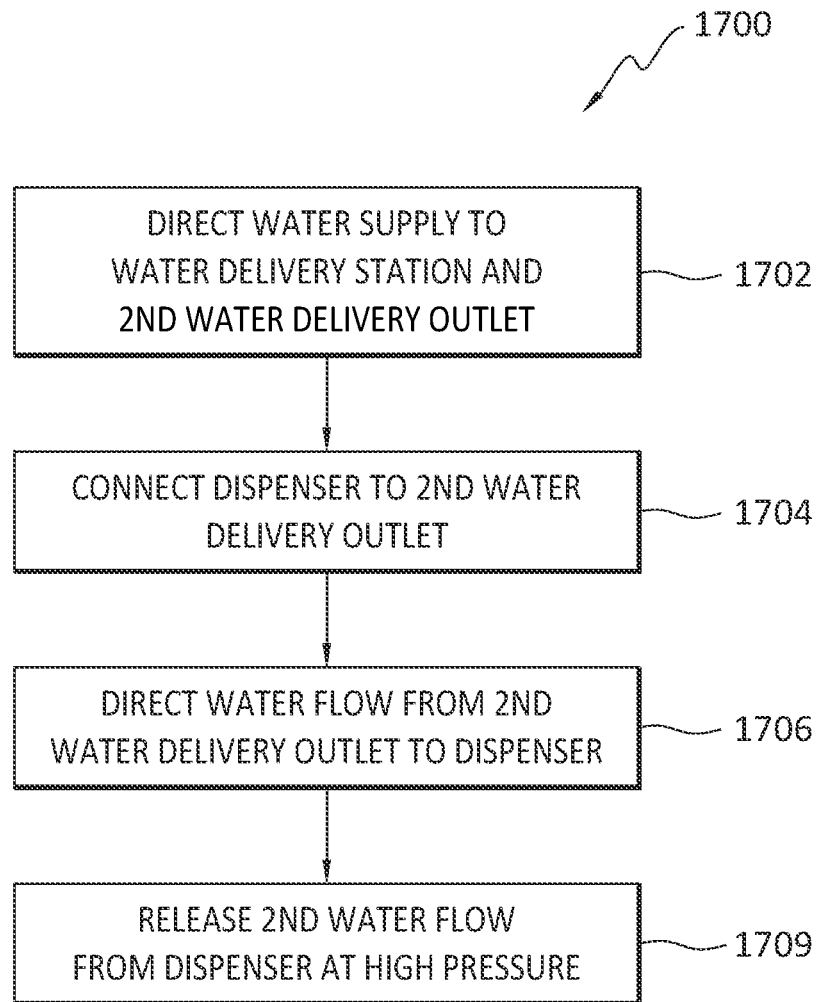 1700
DIRECT WATER SUPPLY TO
WATER DELIVERY STATION AND
2ND WATER DELIVERY OUTLET
1702
CONNECT DISPENSER TO 2ND WATER
DELIVERY OUTLET
1704
DIRECT WATER FLOW FROM 2ND
WATER DELIVERY OUTLET TO DISPENSER
1706
RELEASE 2ND WATER FLOW
FROM DISPENSER AT HIGH PRESSURE
1709